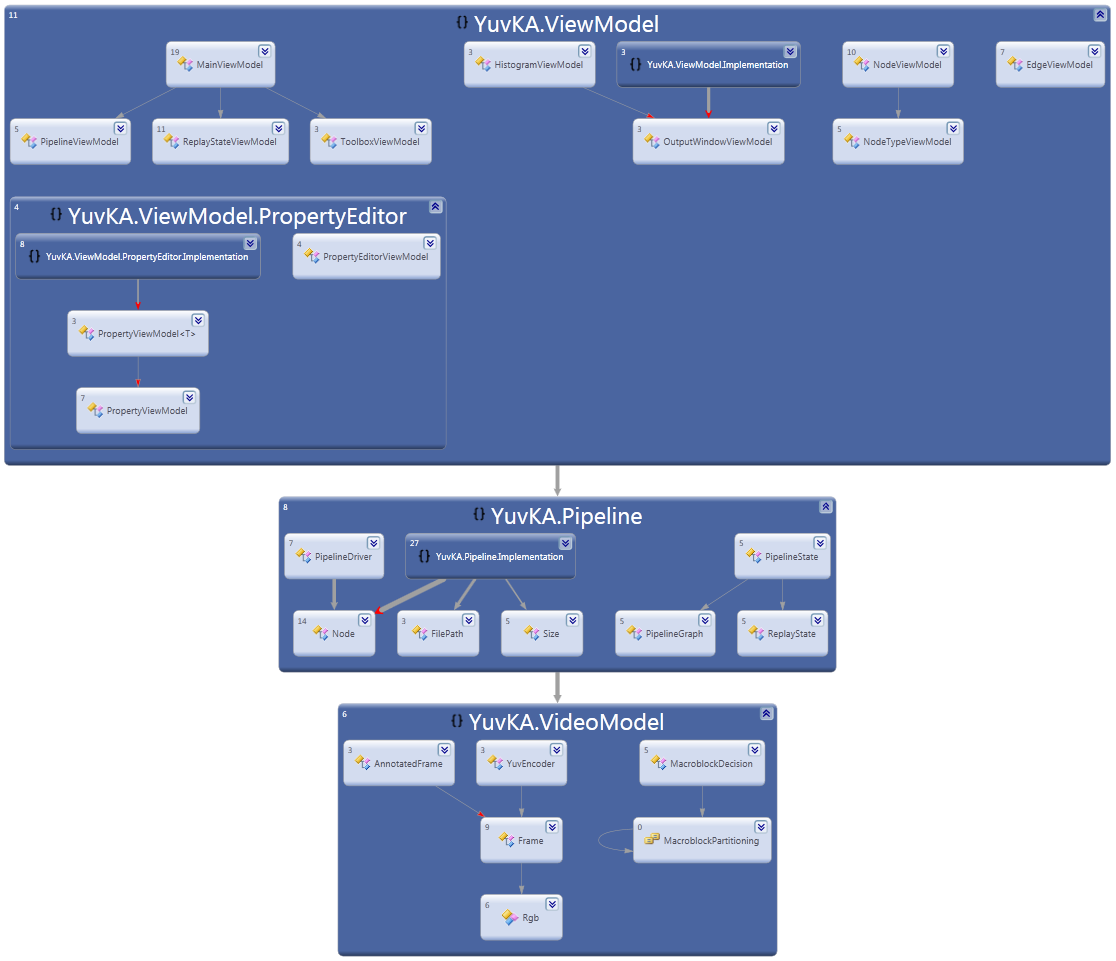 11
{} YuvKA.ViewModel
19
MainViewModel
3
HistogramViewModel
3
{} YuvKA.ViewModel.Implementation
10
NodeViewModel
7
EdgeViewModel
5
PipelineViewModel
11
ReplayStateViewModel
3
ToolboxViewModel
3
OutputWindowViewModel
5
NodeTypeViewModel
4
{} YuvKA.ViewModel.PropertyEditor
8
{} YuvKA.ViewModel.PropertyEditor.Implementation
4
PropertyEditorViewModel
3
PropertyViewModel<T>
7
PropertyViewModel
8
{} YuvKA.Pipeline
7
PipelineDriver
27
{} YuvKA.Pipeline.Implementation
5
PipelineState
14
Node
3
FilePath
5
Size
5
PipelineGraph
5
ReplayState
6
{} YuvKA.VideoModel
3
AnnotatedFrame
3
YuvEncoder
5
MacroblockDecision
9
Frame
0
MacroblockPartitioning
6
Rgb